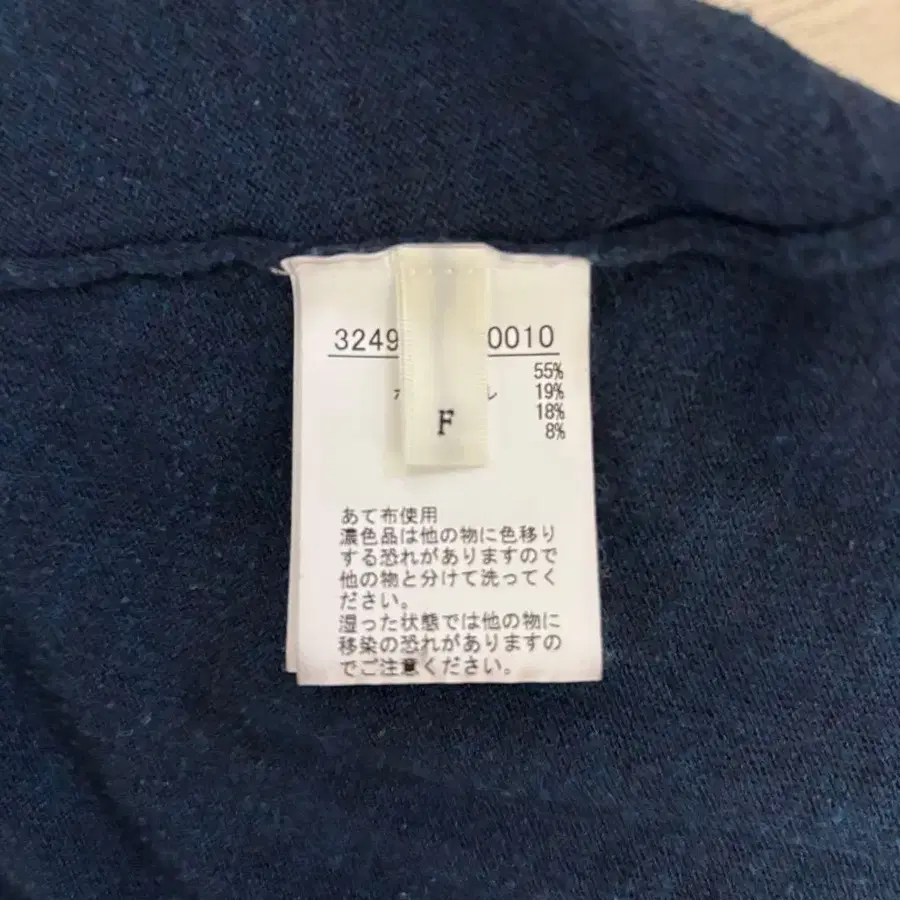 3249 0010
55%
19%
18%
8%
F
あて布使用
濃色品は他の物に色移り
する恐れがありますので
他の物と分けて洗ってく
ださい。
湿った状態では他の物に
移染の恐れがありますの
でご注意ください。